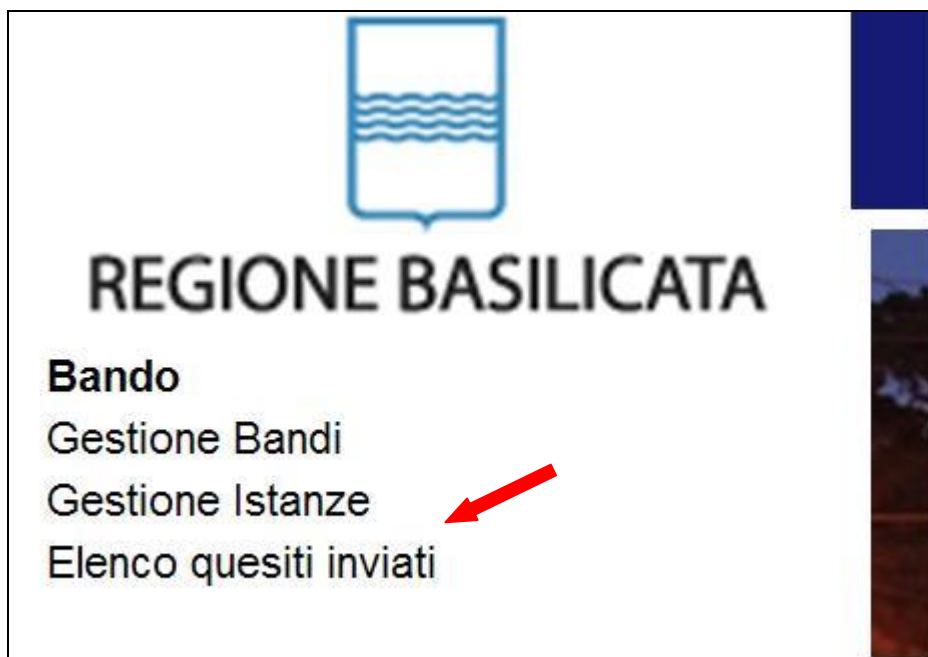 REGIONE BASILICATA
Bando
Gestione Bandi
Gestione Istanze
Elenco quesiti inviati